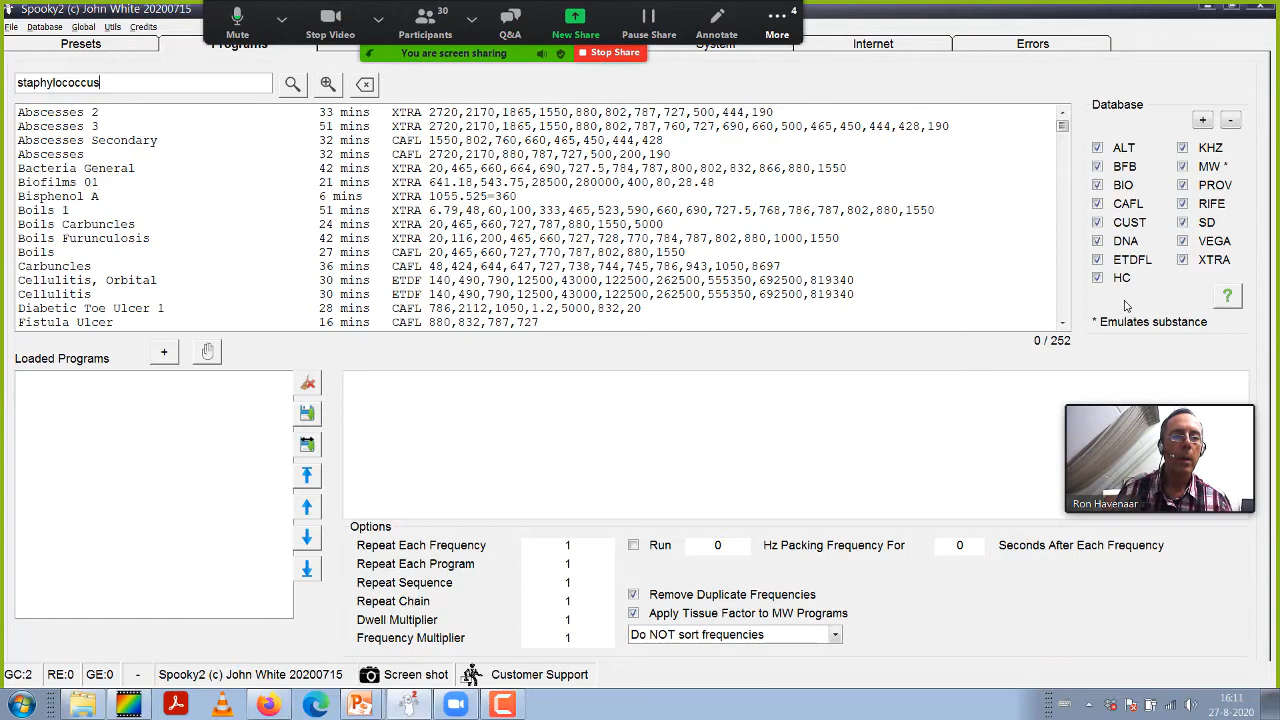 Spooky2 (c) John White 20200715
File Database Global Utils Credits
Mute Stop Video 30 Participants Q&A New Share Pause Share Annotate 4 More
You are screen sharing Stop Share
Presets Programs System Internet Errors
staphylococcus
Abscesses 2 33 mins XTRA 2720,2170,1865,1550,880,802,787,727,500,444,190
Abscesses 3 51 mins XTRA 2720,2170,1865,1550,880,802,787,760,727,690,660,500,465,450,444,428,190
Abscesses Secondary 32 mins CAFL 1550,802,760,660,465,450,444,428
Abscesses 32 mins CAFL 2720,2170,880,787,727,500,200,190
Bacteria General 42 mins XTRA 20,465,660,664,690,727.5,784,787,800,802,832,866,880,1550
Biofilms 01 21 mins XTRA 641.18,543.75,28500,280000,400,80,28.48
Bisphenol A 6 mins XTRA 1055.525=360
Boils 1 51 mins XTRA 6.79,48,60,100,333,465,523,590,660,690,727.5,768,786,787,802,880,1550
Boils Carbuncles 24 mins XTRA 20,465,660,727,787,880,1550,5000
Boils Furunculosis 42 mins XTRA 20,116,200,465,660,727,728,770,784,787,802,880,1000,1550
Boils 27 mins CAFL 20,465,660,727,770,787,802,880,1550
Carbuncles 36 mins CAFL 48,424,644,647,727,738,744,745,786,943,1050,8697
Cellulitis, Orbital 30 mins ETDF 140,490,790,12500,43000,122500,262500,555350,692500,819340
Cellulitis 30 mins ETDF 140,490,790,12500,43000,122500,262500,555350,692500,819340
Diabetic Toe Ulcer 1 28 mins CAFL 786,2112,1050,1.2,5000,832,20
Fistula Ulcer 16 mins CAFL 880,832,787,727
0 / 252
Database
+ -
ALT KHZ
BFB MW *
BIO PROV
CAFL RIFE
CUST SD
DNA VEGA
ETDFL XTRA
HC
?
* Emulates substance
Loaded Programs +
Ron Havenaar
Options
Repeat Each Frequency 1 Run 0 Hz Packing Frequency For 0 Seconds After Each Frequency
Repeat Each Program 1
Repeat Sequence 1
Repeat Chain 1 Remove Duplicate Frequencies
Dwell Multiplier 1 Apply Tissue Factor to MW Programs
Frequency Multiplier 1 Do NOT sort frequencies
GC:2 RE:0 GE:0 - Spooky2 (c) John White 20200715 Screen shot Customer Support
16:11
27-8-2020